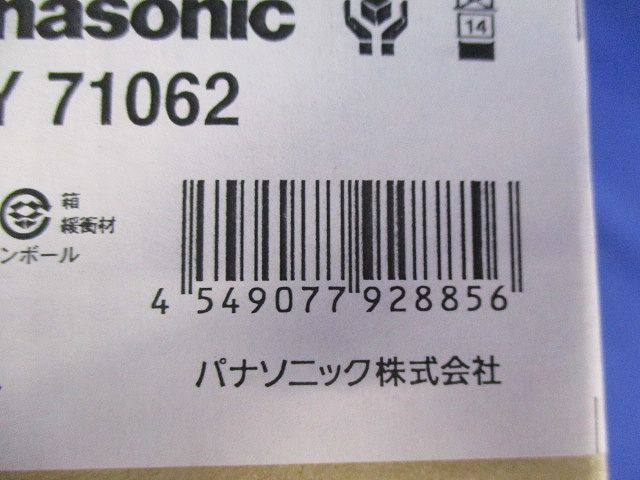 nasonic
14
Y 71062
箱
緩衝材
ンボール
4 549077 928856
パナソニック株式会社